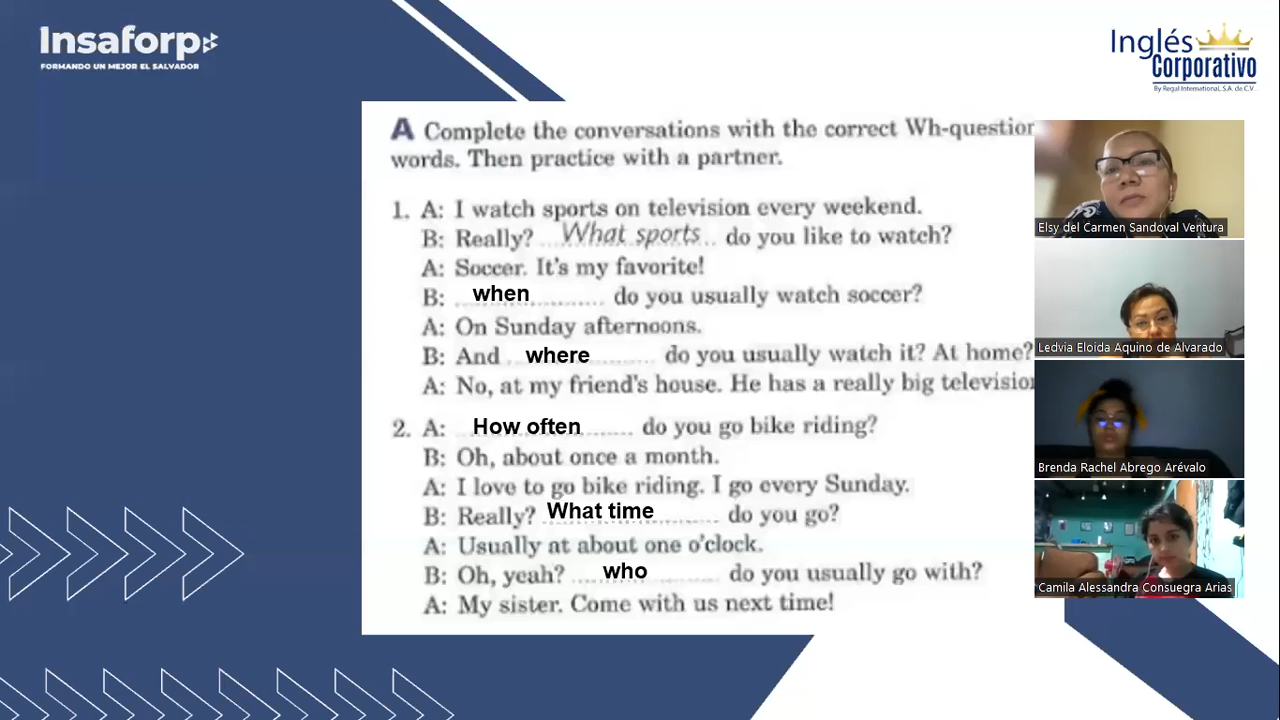 Insaforp
FORMANDO UN MEJOR EL SALVADOR
Inglés
Corporativo
By Regal International, S.A. de C.V.
A Complete the conversations with the correct Wh-question
words. Then practice with a partner.
1. A: I watch sports on television every weekend.
B: Really? What sports do you like to watch?
A: Soccer. It's my favorite!
B: when do you usually watch soccer?
A: On Sunday afternoons.
B: And where do you usually watch it? At home?
A: No, at my friend's house. He has a really big television
2. A: How often do you go bike riding?
B: Oh, about once a month.
A: I love to go bike riding. I go every Sunday.
B: Really? What time do you go?
A: Usually at about one o'clock.
B: Oh, yeah? who do you usually go with?
A: My sister. Come with us next time!
Elsy del Carmen Sandoval Ventura
Ledvia Eloida Aquino de Alvarado
Brenda Rachel Abrego Arévalo
Camila Alessandra Consuegra Arias